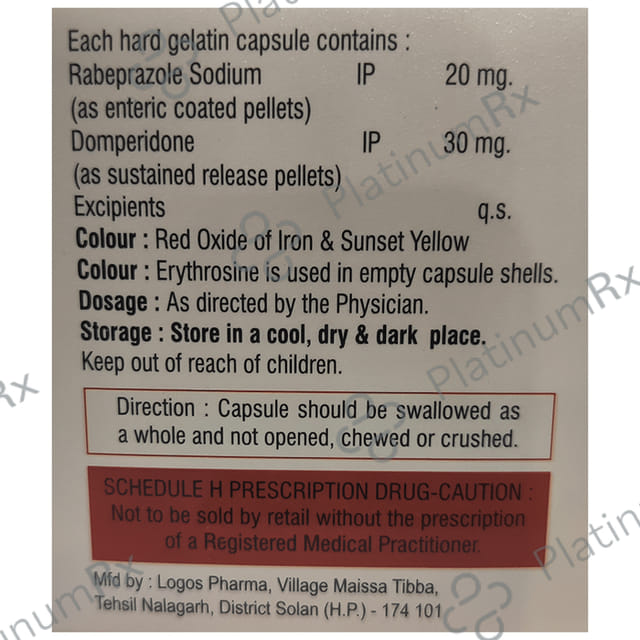 Each hard gelatin capsule contains :
Rabeprazole Sodium IP 20 mg.
(as enteric coated pellets)
Domperidone IP 30 mg.
(as sustained release pellets)
Excipients q.s.
Colour : Red Oxide of Iron & Sunset Yellow
Colour : Erythrosine is used in empty capsule shells.
Dosage : As directed by the Physician.
Storage : Store in a cool, dry & dark place.
Keep out of reach of children.
Direction : Capsule should be swallowed as
a whole and not opened, chewed or crushed.
SCHEDULE H PRESCRIPTION DRUG-CAUTION :
Not to be sold by retail without the prescription
of a Registered Medical Practitioner.
Mfd by : Logos Pharma, Village Maissa Tibba,
Tehsil Nalagarh, District Solan (H.P.) - 174 101
PlatinumRx
PlatinumRx
PlatinumRx